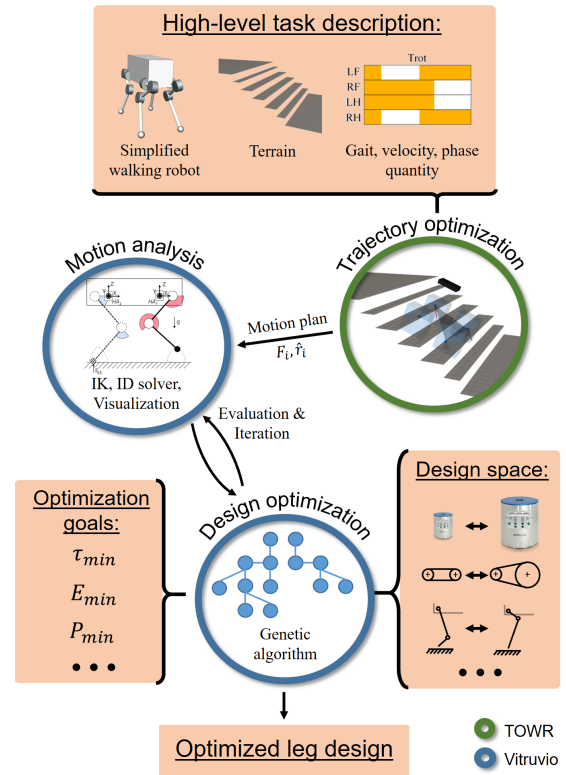 High-level task description:
Trot
LF
RF
LH
RH
Simplified
walking robot
Terrain
Gait, velocity, phase
quantity
Trajectory optimization
Motion analysis
Motion plan
F_i, r̂_i
IK, ID solver,
Visualization
Evaluation &
Iteration
Optimization
goals:
τ_min
E_min
P_min
Design optimization
Genetic
algorithm
Design space:
Optimized leg design
TOWR
Vitruvio